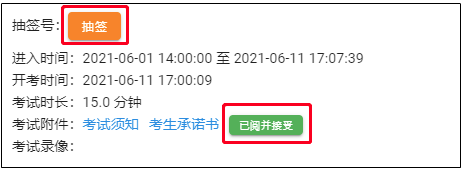 抽签号： 抽签
进入时间：2021-06-01 14:00:00 至 2021-06-11 17:07:39
开考时间：2021-06-11 17:00:09
考试时长：15.0 分钟
考试附件：考试须知 考生承诺书 已阅并接受
考试录像：